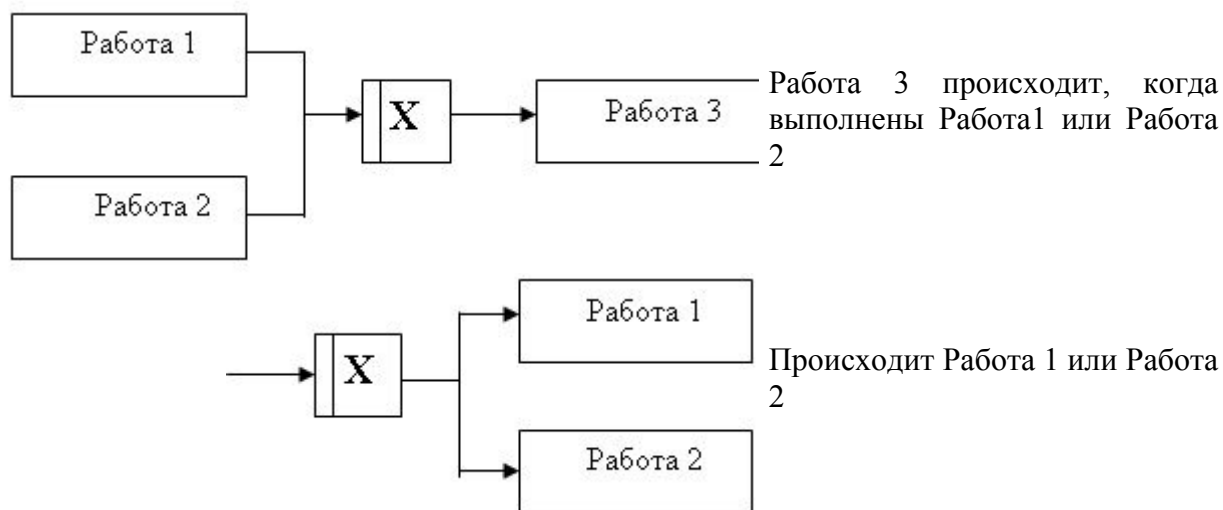 Работа 1
X
Работа 3
Работа 2
Работа 3 происходит, когда
выполнены Работа1 или Работа
2
X
Работа 1
Работа 2
Происходит Работа 1 или Работа
2